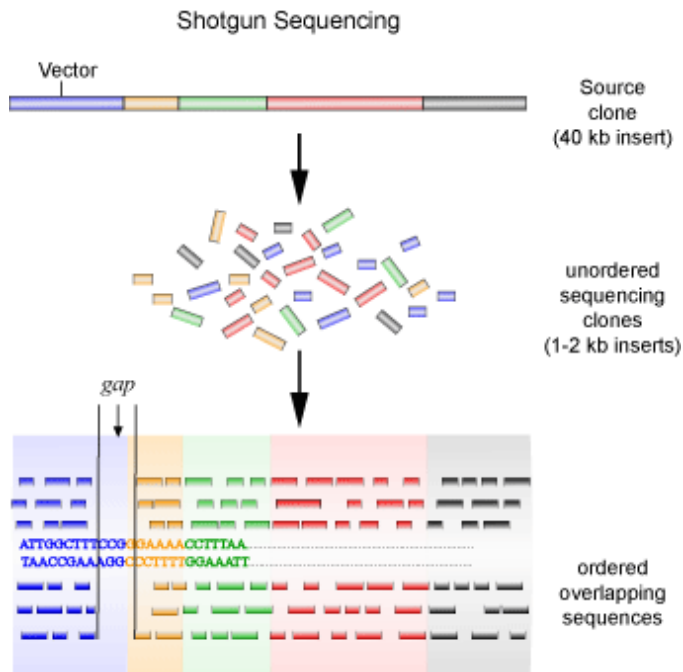 Shotgun Sequencing
Vector
Source
clone
(40 kb insert)
unordered
sequencing
clones
(1-2 kb inserts)
gap
ATTGGCTTTCCGGGAAAACCTTTAA
TAACCGAAAGGCCCTTTTGGAAATT
ordered
overlapping
sequences